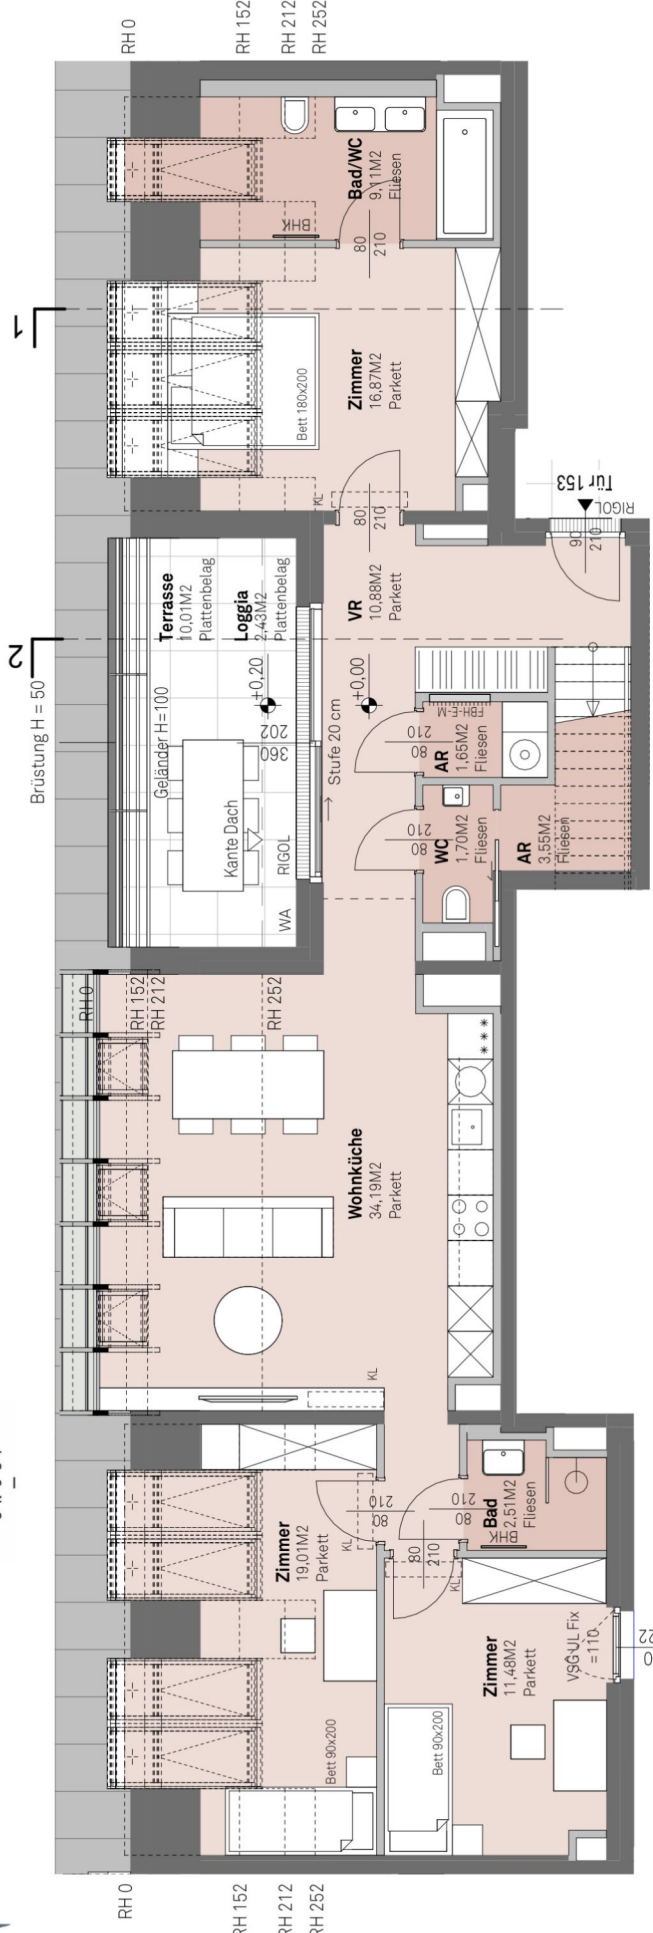 RH 0
RH 152
RH 212
RH 252
Bad/WC
9,11M2
Fliesen
BHK
80
210
1
Zimmer
16,87M2
Parkett
Bett 180x200
KL
80
210
Tür 153
RIGOL
90
210
Terrasse
10,01M2
Plattenbelag
Loggia
2,43M2
Plattenbelag
VR
10,88M2
Parkett
2
Brüstung H = 50
Geländer H=100
+0,20
+0,00
202
360
Stufe 20 cm
Kante Dach
RIGOL
WA
FBH-E-M
AR
1,65M2
Fliesen
210
80
WC
1,70M2
Fliesen
210
80
AR
3,55M2
Fliesen
RH 0
RH 152
RH 212
RH 252
Wohnküche
34,19M2
Parkett
KL
Zimmer
19,01M2
Parkett
KL
210
80
Bad
2,51M2
Fliesen
BHK
210
80
80
210
KL
Zimmer
11,48M2
Parkett
VSG JL Fix
=110
Bett 90x200
Bett 90x200
RH 0
RH 152
RH 212
RH 252